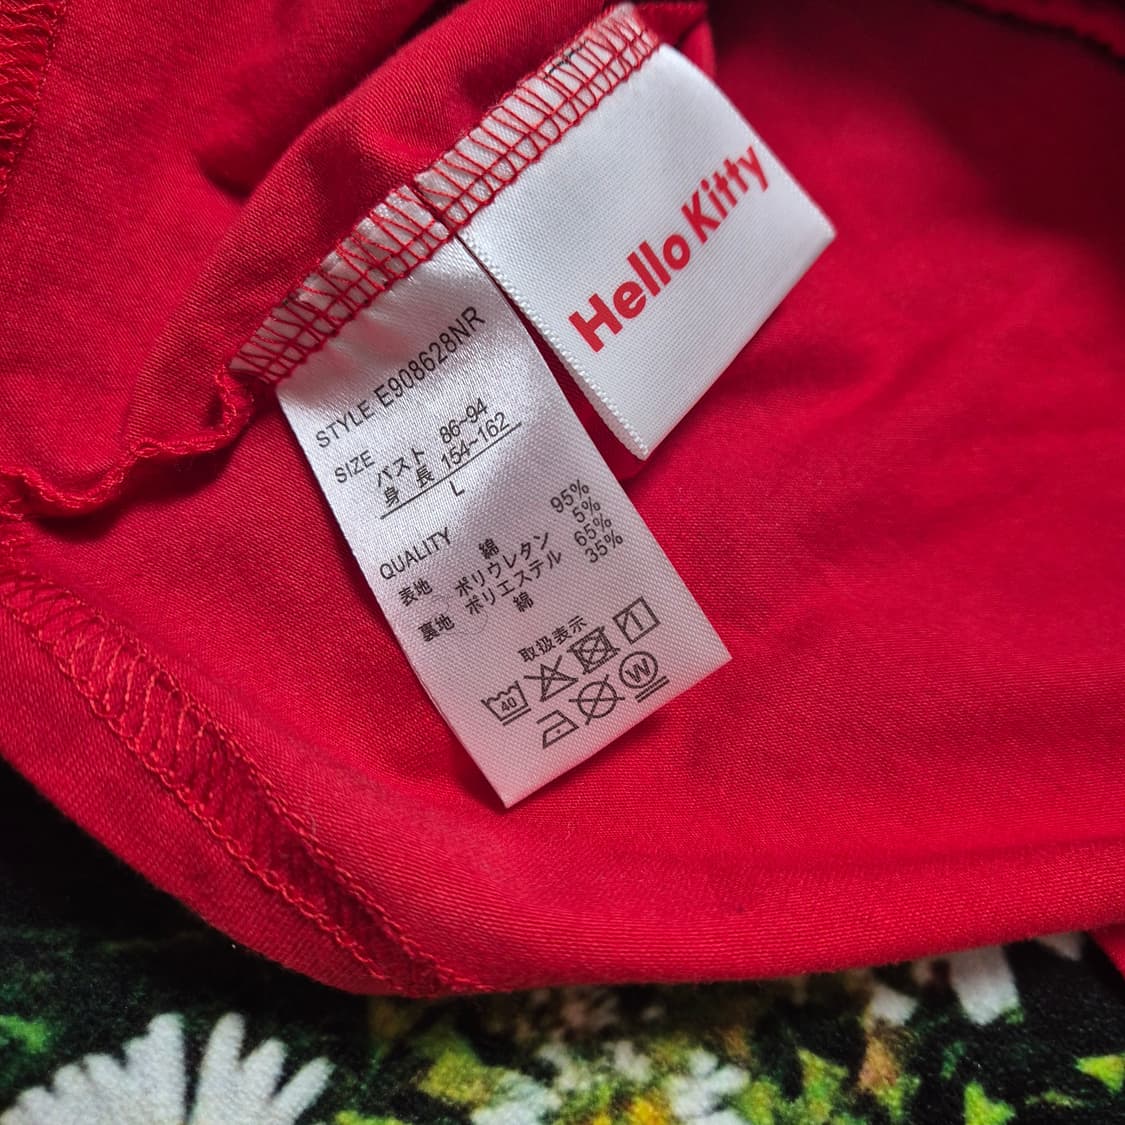 Hello Kitty
STYLE E908628NR
SIZE バスト 86~94
身 長 154~162
L
QUALITY
表地 綿 95%
ポリウレタン 5%
裏地 ポリエステル 65%
綿 35%
取扱表示
40
1
W